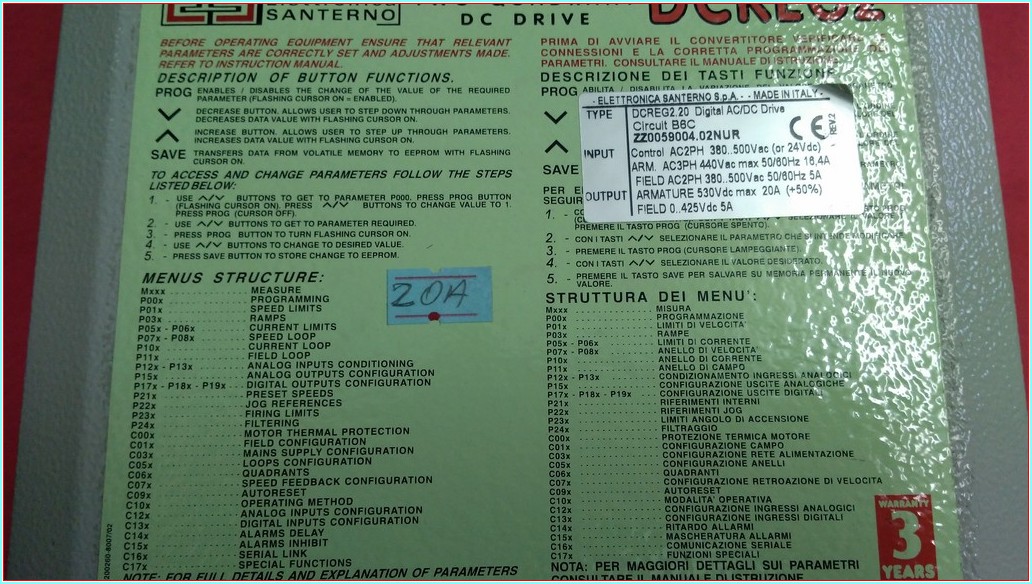 SANTERNO
DC DRIVE
DCREG2
BEFORE OPERATING EQUIPMENT ENSURE THAT RELEVANT
PARAMETERS ARE CORRECTLY SET AND ADJUSTMENTS MADE.
REFER TO INSTRUCTION MANUAL.
DESCRIPTION OF BUTTON FUNCTIONS.
PROG ENABLES / DISABLES THE CHANGE OF THE VALUE OF THE REQUIRED
PARAMETER (FLASHING CURSOR ON = ENABLED).
DECREASE BUTTON. ALLOWS USER TO STEP DOWN THROUGH PARAMETERS.
DECREASES DATA VALUE WITH FLASHING CURSOR ON.
INCREASE BUTTON. ALLOWS USER TO STEP UP THROUGH PARAMETERS.
INCREASES DATA VALUE WITH FLASHING CURSOR ON.
SAVE TRANSFERS DATA FROM VOLATILE MEMORY TO EEPROM WITH FLASHING
CURSOR ON.
TO ACCESS AND CHANGE PARAMETERS FOLLOW THE STEPS
LISTED BELOW:
1. - USE ∧/∨ BUTTONS TO GET TO PARAMETER P000. PRESS PROG BUTTON
(FLASHING CURSOR ON). PRESS ∧/∨ BUTTONS TO CHANGE VALUE TO 1.
PRESS PROG (CURSOR OFF).
2. - USE ∧/∨ BUTTONS TO GET TO PARAMETER REQUIRED.
3. - PRESS PROG BUTTON TO TURN FLASHING CURSOR ON.
4. - USE ∧/∨ BUTTONS TO CHANGE TO DESIRED VALUE.
5. - PRESS SAVE BUTTON TO STORE CHANGE TO EEPROM.
MENUS STRUCTURE:
Mxxx MEASURE
P00x PROGRAMMING
P01x SPEED LIMITS
P03x RAMPS
P05x - P06x CURRENT LIMITS
P07x - P08x SPEED LOOP
P10x CURRENT LOOP
P11x FIELD LOOP
P12x - P13x ANALOG INPUTS CONDITIONING
P15x ANALOG OUTPUTS CONFIGURATION
P17x - P18x - P19x DIGITAL OUTPUTS CONFIGURATION
P21x PRESET SPEEDS
P22x JOG REFERENCES
P23x FIRING LIMITS
P24x FILTERING
C00x MOTOR THERMAL PROTECTION
C01x FIELD CONFIGURATION
C03x MAINS SUPPLY CONFIGURATION
C05x LOOPS CONFIGURATION
C06x QUADRANTS
C07x SPEED FEEDBACK CONFIGURATION
C09x AUTORESET
C10x OPERATING METHOD
C12x ANALOG INPUTS CONFIGURATION
C13x DIGITAL INPUTS CONFIGURATION
C14x ALARMS DELAY
C15x ALARMS INHIBIT
C16x SERIAL LINK
C17x SPECIAL FUNCTIONS
NOTE: FOR FULL DETAILS AND EXPLANATION OF PARAMETERS
20A
PRIMA DI AVVIARE IL CONVERTITORE VERIFICARE
CONNESSIONI E LA CORRETTA PROGRAMMAZIONE DEI
PARAMETRI. CONSULTARE IL MANUALE DI ISTRUZIONE.
DESCRIZIONE DEI TASTI FUNZIONE
PROG ABILITA / DISABILITA LA VARIAZIONE DEL
SAVE
- ELETTRONICA SANTERNO S.p.A. - - MADE IN ITALY -
TYPE DCREG2.20 Digital AC/DC Drive
Circuit B6C
ZZ0059004.02NUR
CE REV.2
INPUT Control AC2PH 380..500Vac (or 24Vdc)
ARM. AC3PH 440Vac max 50/60Hz 16,4A
FIELD AC2PH 380..500Vac 50/60Hz 5A
OUTPUT ARMATURE 530Vdc max 20A (+50%)
FIELD 0..425Vdc 5A
PREMERE IL TASTO PROG (CURSORE SPENTO).
2. - CON I TASTI ∧/∨ SELEZIONARE IL PARAMETRO CHE SI INTENDE MODIFICARE
3. - PREMERE IL TASTO PROG (CURSORE LAMPEGGIANTE).
4. - CON I TASTI ∧/∨ SELEZIONARE IL VALORE DESIDERATO.
5. - PREMERE IL TASTO SAVE PER SALVARE SU MEMORIA PERMANENTE IL NUOVO
VALORE.
STRUTTURA DEI MENU':
Mxxx MISURA
P00x PROGRAMMAZIONE
P01x LIMITI DI VELOCITA'
P03x RAMPE
P05x - P06x LIMITI DI CORRENTE
P07x - P08x ANELLO DI VELOCITA'
P10x ANELLO DI CORRENTE
P11x ANELLO DI CAMPO
P12x - P13x CONDIZIONAMENTO INGRESSI ANALOGICI
P15x CONFIGURAZIONE USCITE ANALOGICHE
P17x - P18x - P19x CONFIGURAZIONE USCITE DIGITALI
P21x RIFERIMENTI INTERNI
P22x RIFERIMENTI JOG
P23x LIMITI ANGOLO DI ACCENSIONE
P24x FILTRAGGIO
C00x PROTEZIONE TERMICA MOTORE
C01x CONFIGURAZIONE CAMPO
C03x CONFIGURAZIONE RETE ALIMENTAZIONE
C05x CONFIGURAZIONE ANELLI
C06x QUADRANTI
C07x CONFIGURAZIONE RETROAZIONE DI VELOCITA
C09x AUTORESET
C10x MODALITA' OPERATIVA
C12x CONFIGURAZIONE INGRESSI ANALOGICI
C13x CONFIGURAZIONE INGRESSI DIGITALI
C14x RITARDO ALLARMI
C15x MASCHERATURA ALLARMI
C16x COMUNICAZIONE SERIALE
C17x FUNZIONI SPECIALI
NOTA: PER MAGGIORI DETTAGLI SUI PARAMETRI
CONSULTARE IL MANUALE DI ISTRUZIONE
WARRANTY
3
YEARS